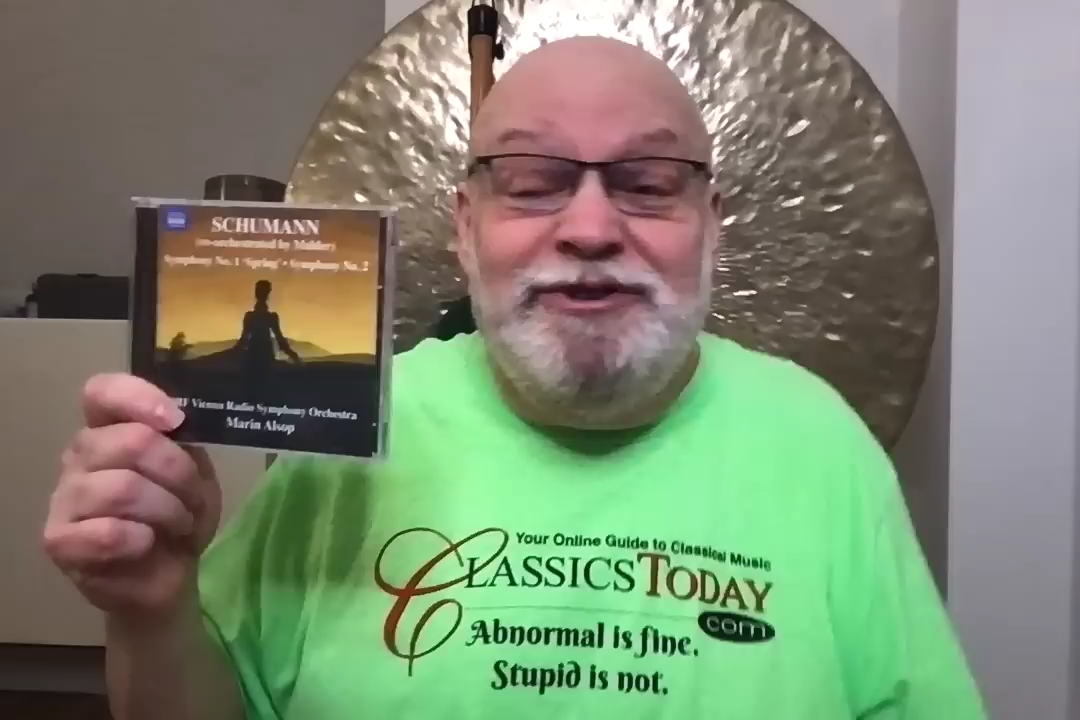 SCHUMANN
(re-orchestrated by Mahler)
Symphony No. 1 'Spring' • Symphony No. 2
Vienna Radio Symphony Orchestra
Marin Alsop
Your Online Guide to Classical Music
CLASSICSTODAY
com
Abnormal is fine.
Stupid is not.